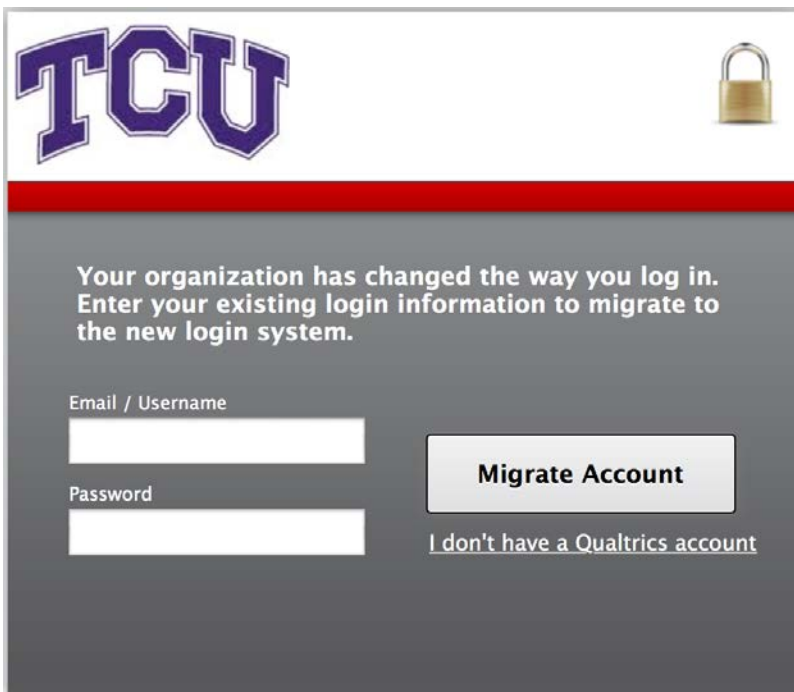 TCU
Your organization has changed the way you log in.
Enter your existing login information to migrate to
the new login system.
Email / Username
Migrate Account
Password
I don't have a Qualtrics account